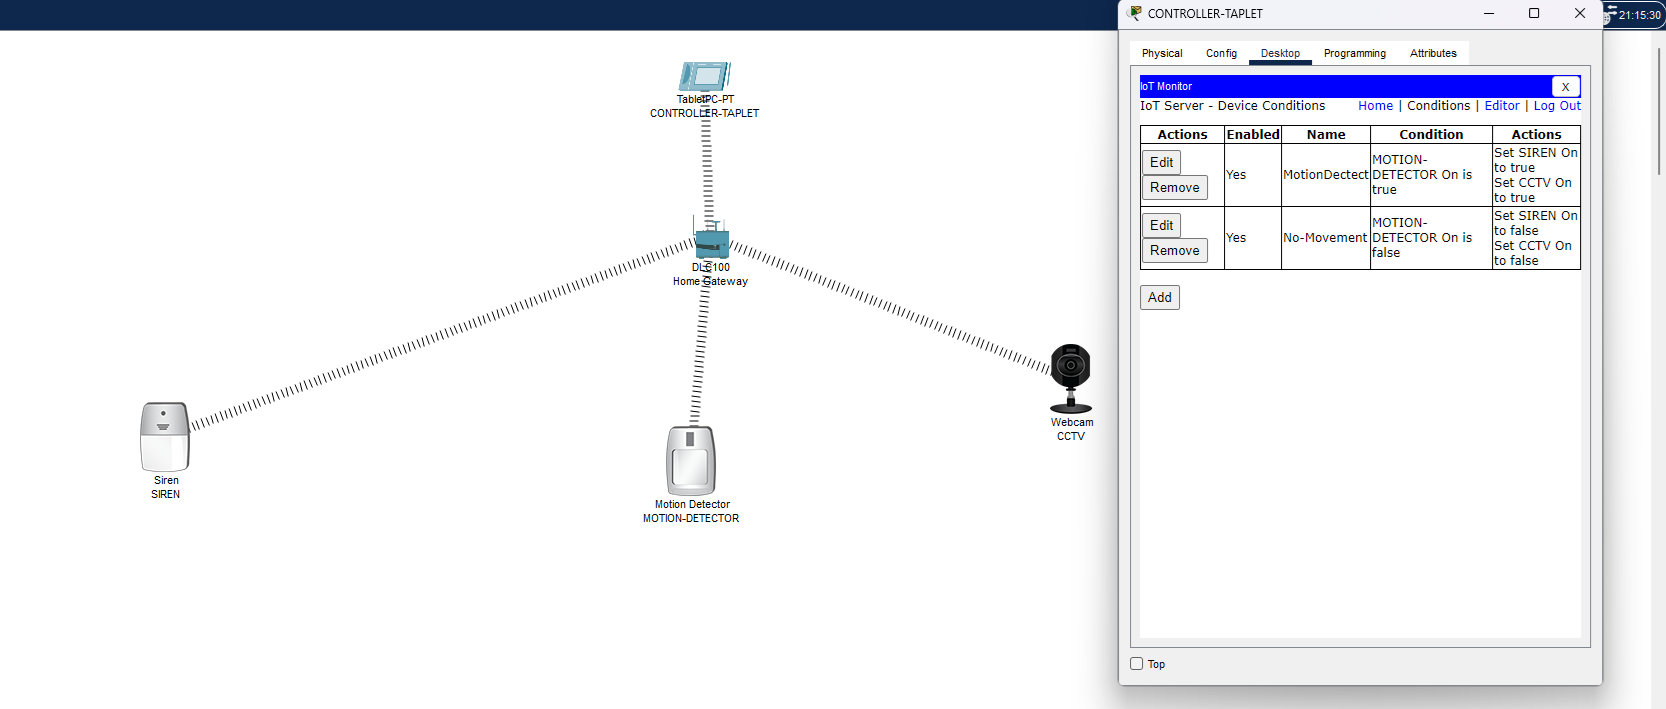 CONTROLLER-TAPLET
21:15:30
Physical Config Desktop Programming Attributes
IoT Monitor X
IoT Server - Device Conditions Home | Conditions | Editor | Log Out
Actions Enabled Name Condition Actions
Edit
Remove
Yes
MotionDectect
MOTION-
DETECTOR On is
true
Set SIREN On
to true
Set CCTV On
to true
Edit
Remove
Yes
No-Movement
MOTION-
DETECTOR On is
false
Set SIREN On
to false
Set CCTV On
to false
Add
Top
TabletPC-PT
CONTROLLER-TAPLET
DLC100
Home Gateway
Siren
SIREN
Motion Detector
MOTION-DETECTOR
Webcam
CCTV